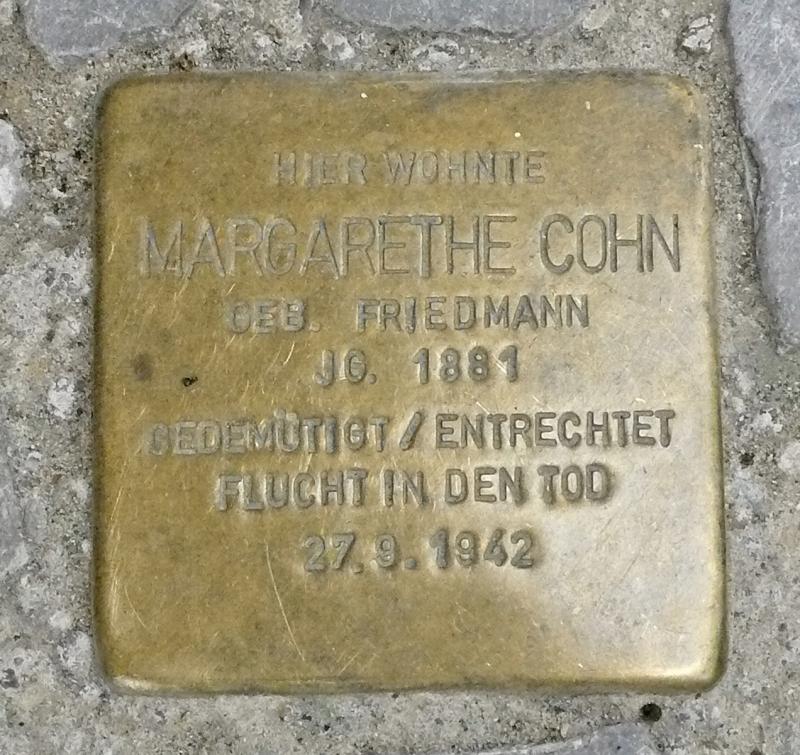 HIER WOHNTE
MARGARETHE COHN
GEB. FRIEDMANN
JG. 1881
GEDEMÜTIGT / ENTRECHTET
FLUCHT IN DEN TOD
27.9.1942